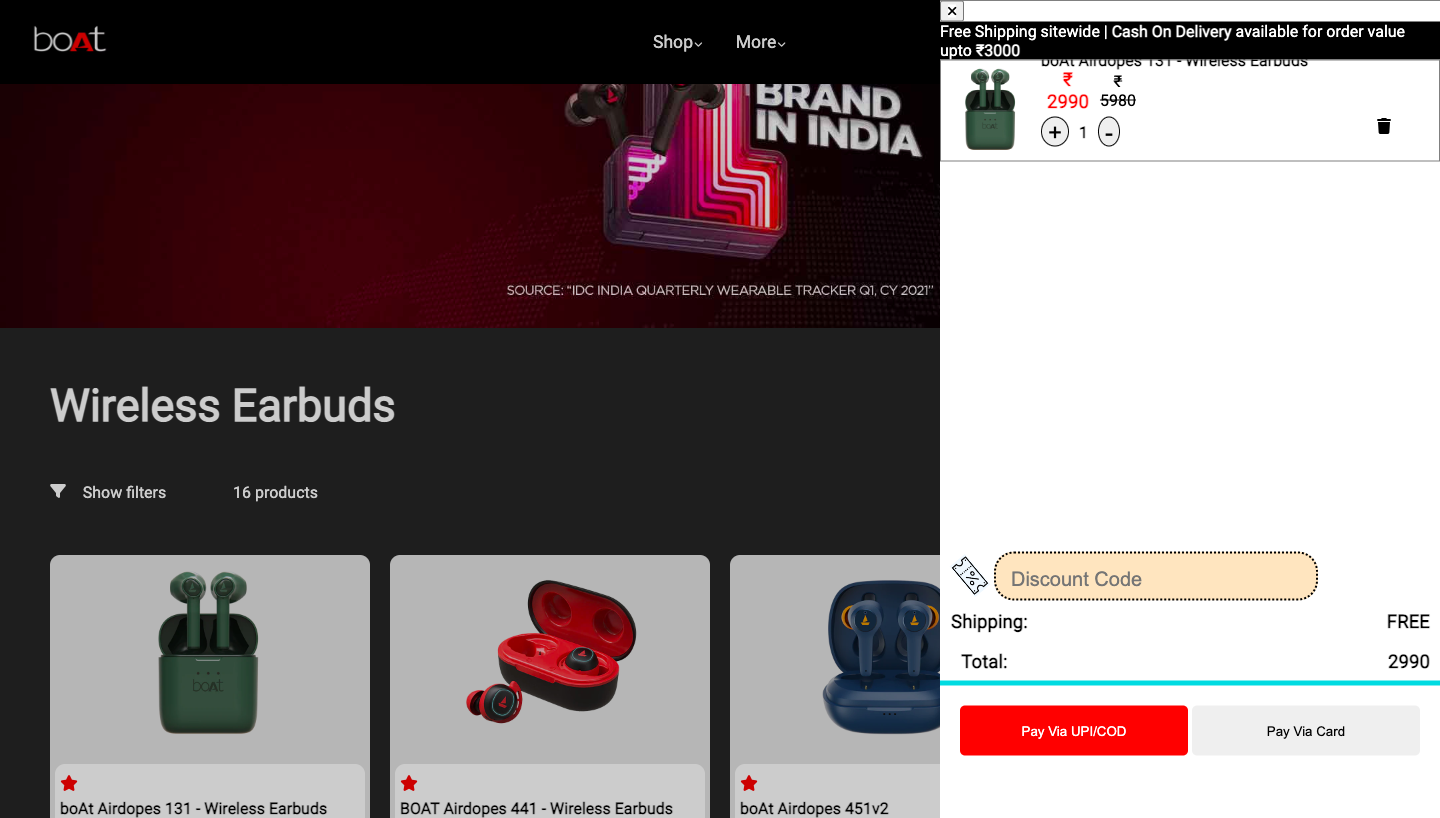 boAt
Shop
More
BRAND
IN INDIA
SOURCE: “IDC INDIA QUARTERLY WEARABLE TRACKER Q1, CY 2021”
Wireless Earbuds
Show filters
16 products
boAt
boAt Airdopes 131 - Wireless Earbuds
BOAT Airdopes 441 - Wireless Earbuds
boAt Airdopes 451v2
Free Shipping sitewide | Cash On Delivery available for order value
upto ₹3000
boAt Airdopes 131 - Wireless Earbuds
₹
2990
₹
5980
boAt
+ 1 -
Discount Code
Shipping: FREE
Total: 2990
Pay Via UPI/COD
Pay Via Card